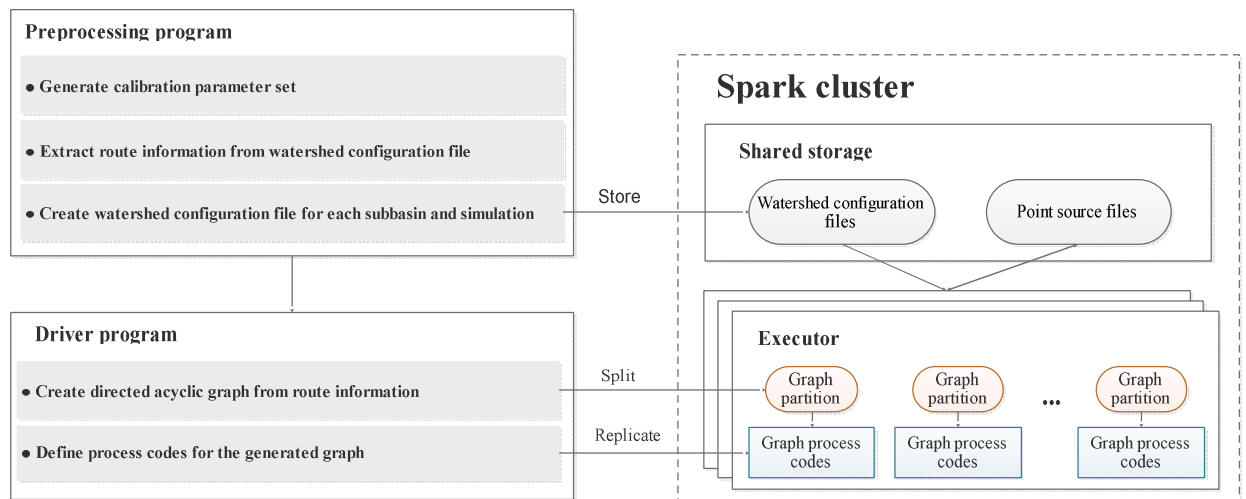 Preprocessing program
● Generate calibration parameter set
● Extract route information from watershed configuration file
● Create watershed configuration file for each subbasin and simulation
Store
Spark cluster
Shared storage
Watershed configuration
files
Point source files
Driver program
● Create directed acyclic graph from route information
● Define process codes for the generated graph
Split
Replicate
Executor
Graph
partition
Graph
partition
...
Graph
partition
Graph process
codes
Graph process
codes
Graph process
codes